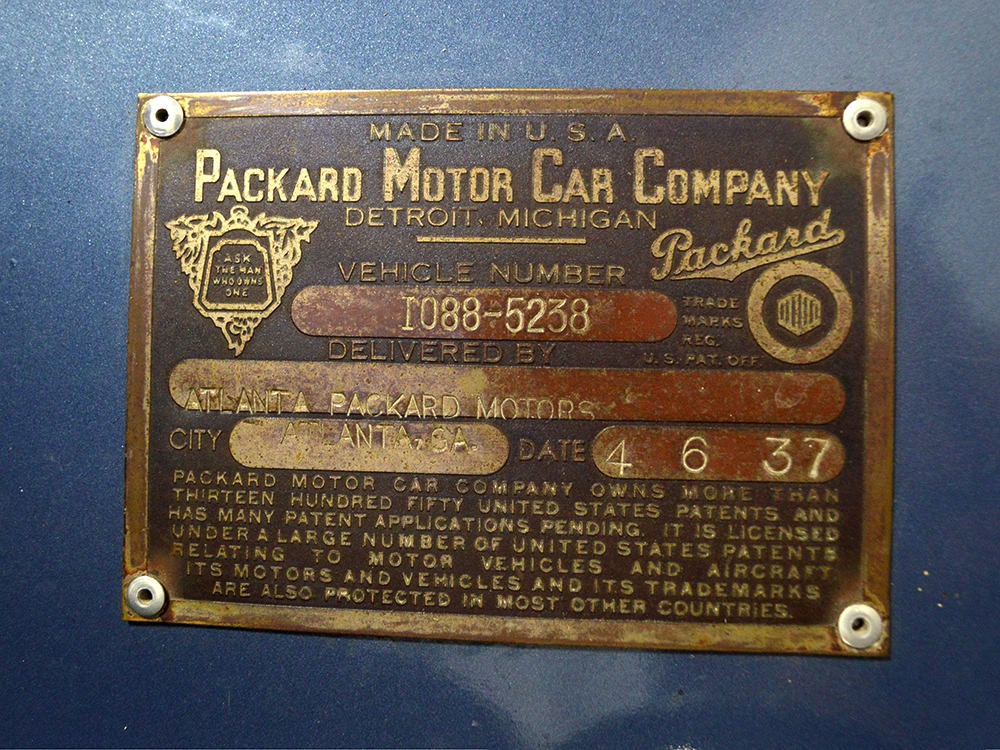 MADE IN U.S.A.
PACKARD MOTOR CAR COMPANY
DETROIT, MICHIGAN
ASK
THE MAN
WHO OWNS
ONE
Packard
VEHICLE NUMBER
1088-5238
TRADE
MARKS
REG.
U.S. PAT. OFF.
DELIVERED BY
ATLANTA PACKARD MOTORS
CITY ATLANTA, GA. DATE 4 6 37
PACKARD MOTOR CAR COMPANY OWNS MORE THAN
THIRTEEN HUNDRED FIFTY UNITED STATES PATENTS AND
HAS MANY PATENT APPLICATIONS PENDING. IT IS LICENSED
UNDER A LARGE NUMBER OF UNITED STATES PATENTS
RELATING TO MOTOR VEHICLES AND AIRCRAFT
ITS MOTORS AND VEHICLES AND ITS TRADEMARKS
ARE ALSO PROTECTED IN MOST OTHER COUNTRIES.